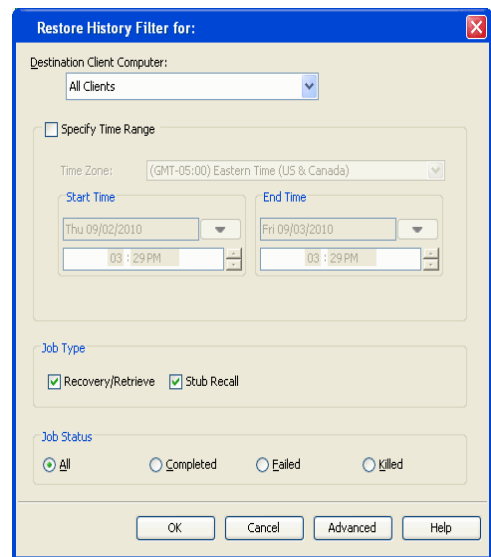 Restore History Filter for:
Destination Client Computer:
All Clients
Specify Time Range
Time Zone: (GMT-05:00) Eastern Time (US & Canada)
Start Time End Time
Thu 09/02/2010 Fri 09/03/2010
03 : 29 PM 03 : 29 PM
Job Type
Recovery/Retrieve Stub Recall
Job Status
All Completed Failed Killed
OK Cancel Advanced Help